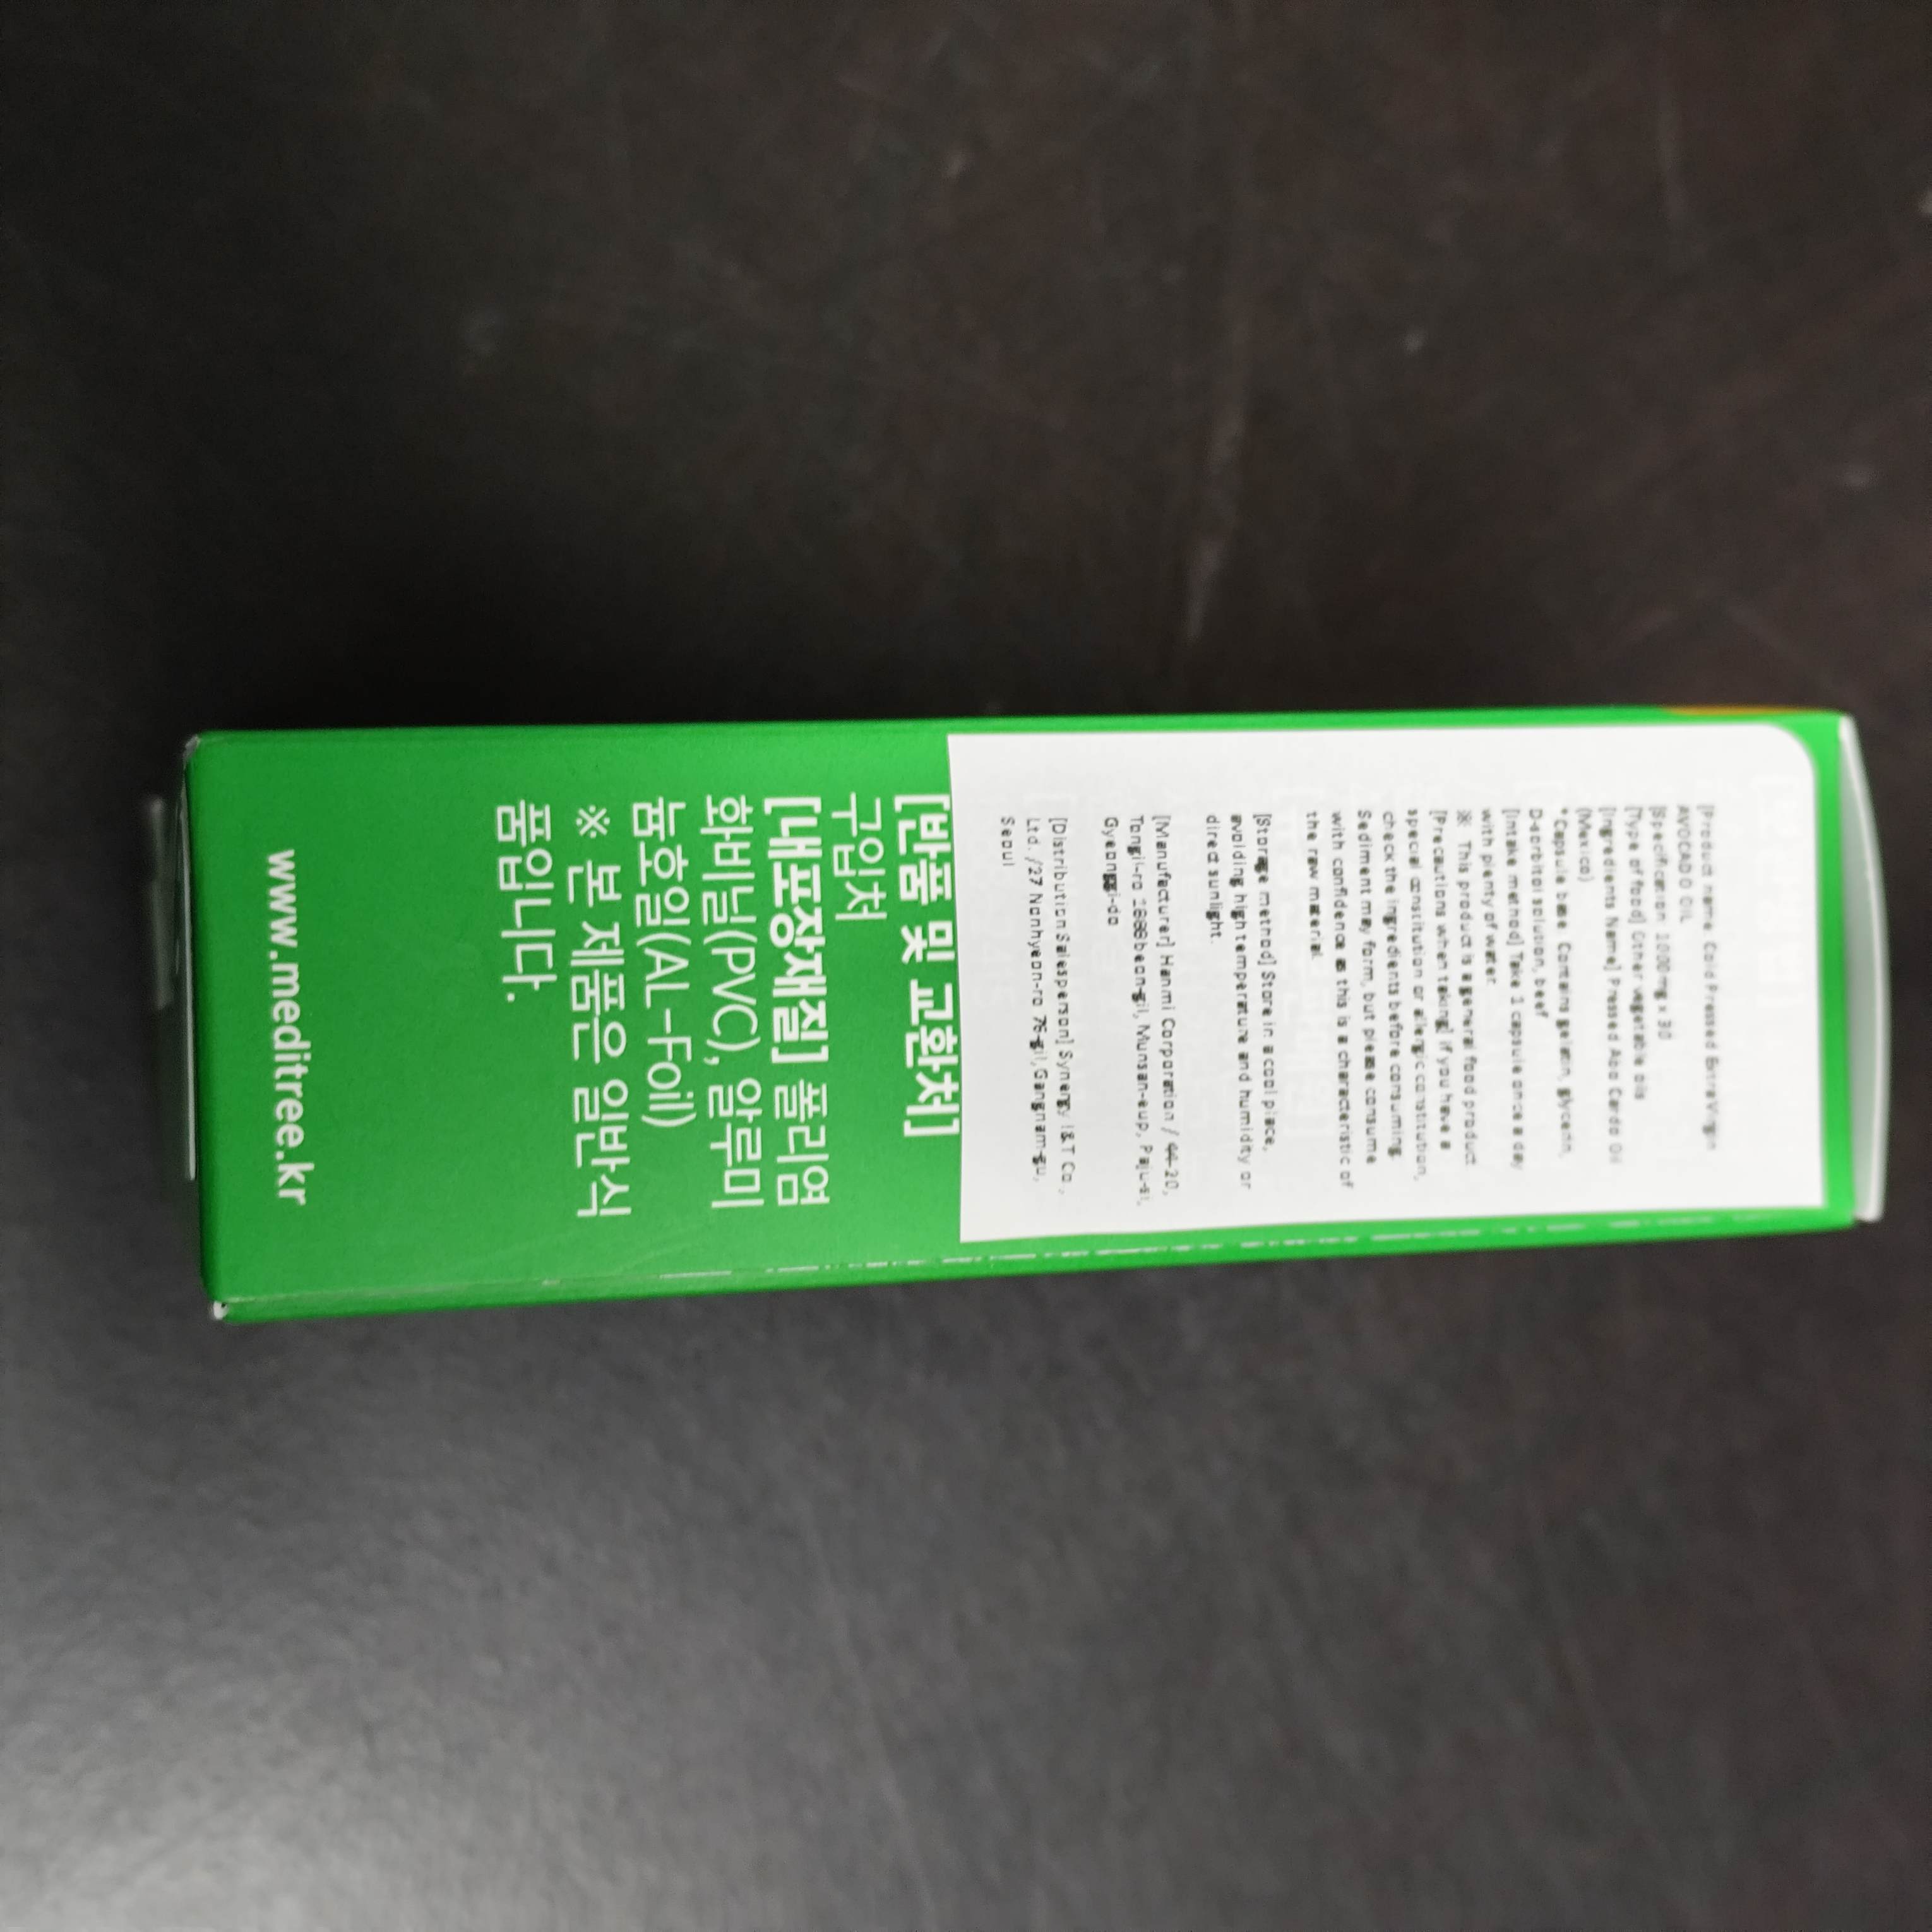 [Product name Cold Pressed Extra Virgin
AVOCADO OIL
[Specification 1000mg x 30
[Type of food] Other vegetable oils
[Ingredients Name] Pressed Avo Cardo Oil
(Mexico)
*Capsule base Contains gelatin, glycerin,
D-sorbitol solution, beef
[Intake method] Take 1 capsule once a day
with plenty of water.
※ This product is a general food product
[Precautions when taking] if you have a
special constitution or allergic constitution,
check the ingredients before consuming.
Sediment may form, but please consume
with confidence as this is a characteristic of
the raw material.
[Storage method] Store in a cool place,
avoiding high temperature and humidity or
direct sunlight.
[Manufacturer] Hanmi Corporation / 44-20,
Tongil-ro 1888beon-gil, Munsan-eup, Paju-si,
Gyeonggi-do
[Distribution Salesperson] Synergy I&T Co.,
Ltd. /27 Nonhyeon-ro 76-gil, Gangnam-gu,
Seoul
[반품 및 교환처]
구입처
[내포장재질] 폴리염
화비닐(PVC), 알루미
늄호일(AL-Foil)
※ 본 제품은 일반식
품입니다.
www.meditree.kr